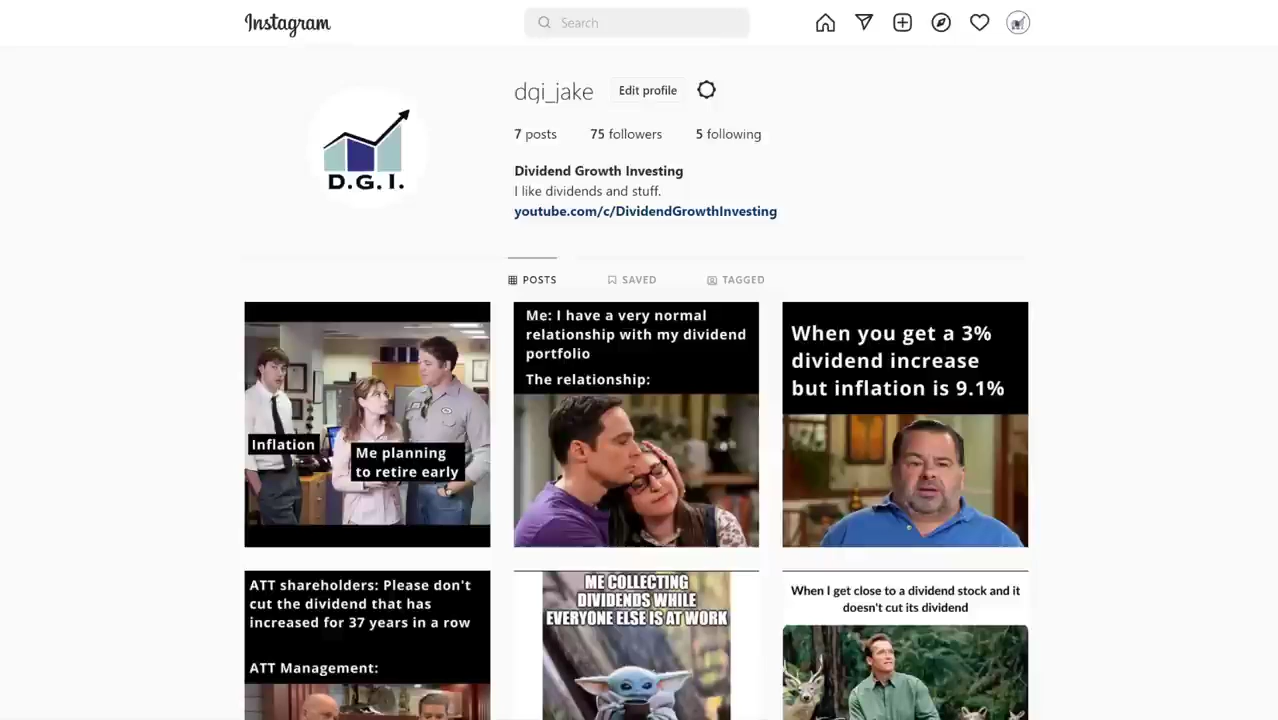 Instagram
Search
dgi_jake
Edit profile
7 posts
75 followers
5 following
D.G.I.
Dividend Growth Investing
I like dividends and stuff.
youtube.com/c/DividendGrowthInvesting
POSTS
SAVED
TAGGED
Inflation
Me planning
to retire early
Me: I have a very normal
relationship with my dividend
portfolio
The relationship:
When you get a 3%
dividend increase
but inflation is 9.1%
ATT shareholders: Please don't
cut the dividend that has
increased for 37 years in a row
ATT Management:
ME COLLECTING
DIVIDENDS WHILE
EVERYONE ELSE IS AT WORK
When I get close to a dividend stock and it
doesn't cut its dividend